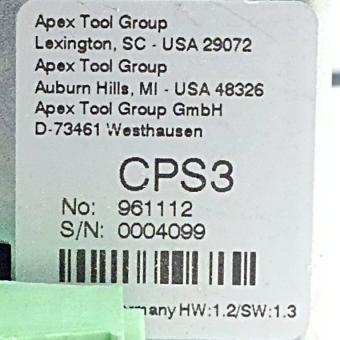 Apex Tool Group
Lexington, SC - USA 29072
Apex Tool Group
Auburn Hills, MI - USA 48326
Apex Tool Group GmbH
D-73461 Westhausen
CPS3
No: 961112
S/N: 0004099
HW:1.2/SW:1.3